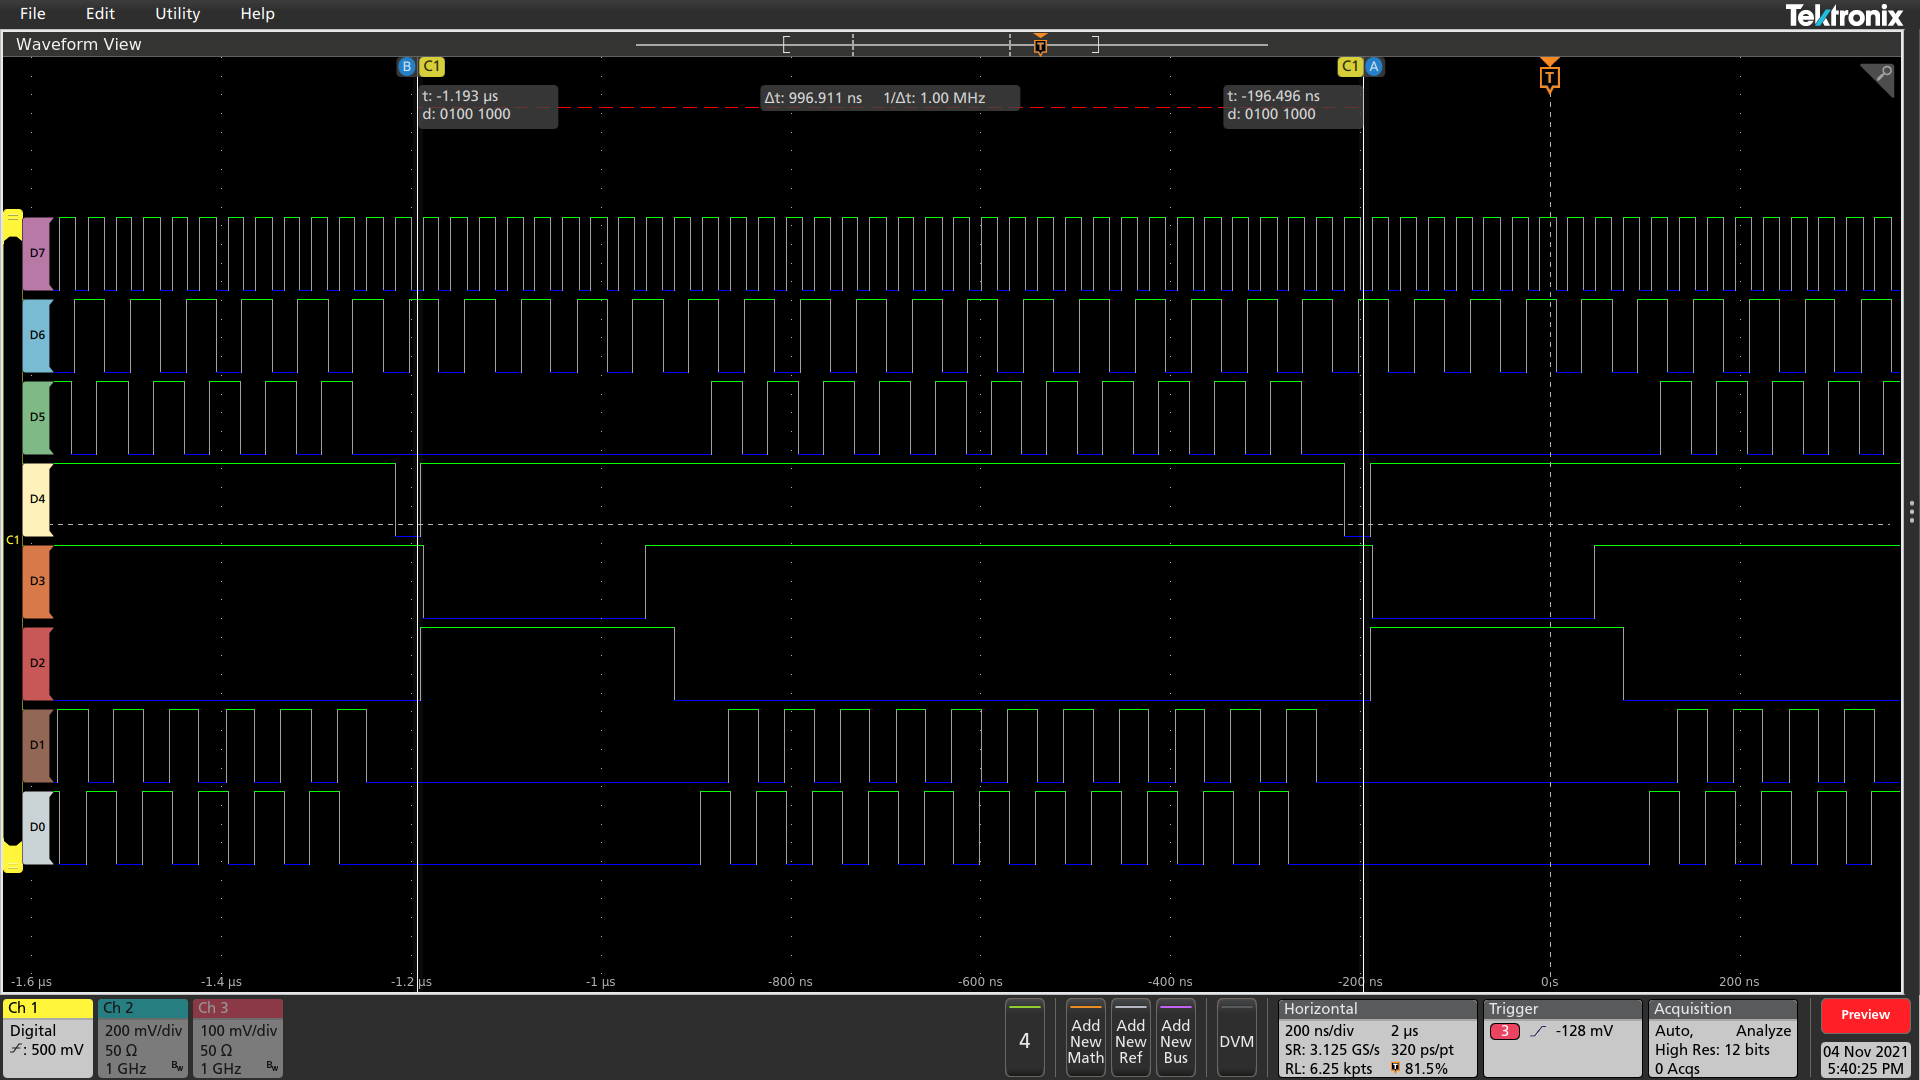 File Edit Utility Help
Tektronix
Waveform View
T
B C1
C1 A
T
t: -1.193 µs
d: 0100 1000
Δt: 996.911 ns 1/Δt: 1.00 MHz
t: -196.496 ns
d: 0100 1000
D7
D6
D5
D4
C1
D3
D2
D1
D0
-1.6 µs -1.4 µs -1.2 µs -1 µs -800 ns -600 ns -400 ns -200 ns 0s 200 ns
Ch 1
Digital
: 500 mV
Ch 2
200 mV/div
50 Ω
1 GHz Bw
Ch 3
100 mV/div
50 Ω
1 GHz Bw
4
Add
New
Math
Add
New
Ref
Add
New
Bus
DVM
Horizontal
200 ns/div 2 µs
SR: 3.125 GS/s 320 ps/pt
RL: 6.25 kpts T 81.5%
Trigger
3 -128 mV
Acquisition
Auto, Analyze
High Res: 12 bits
0 Acqs
Preview
04 Nov 2021
5:40:25 PM